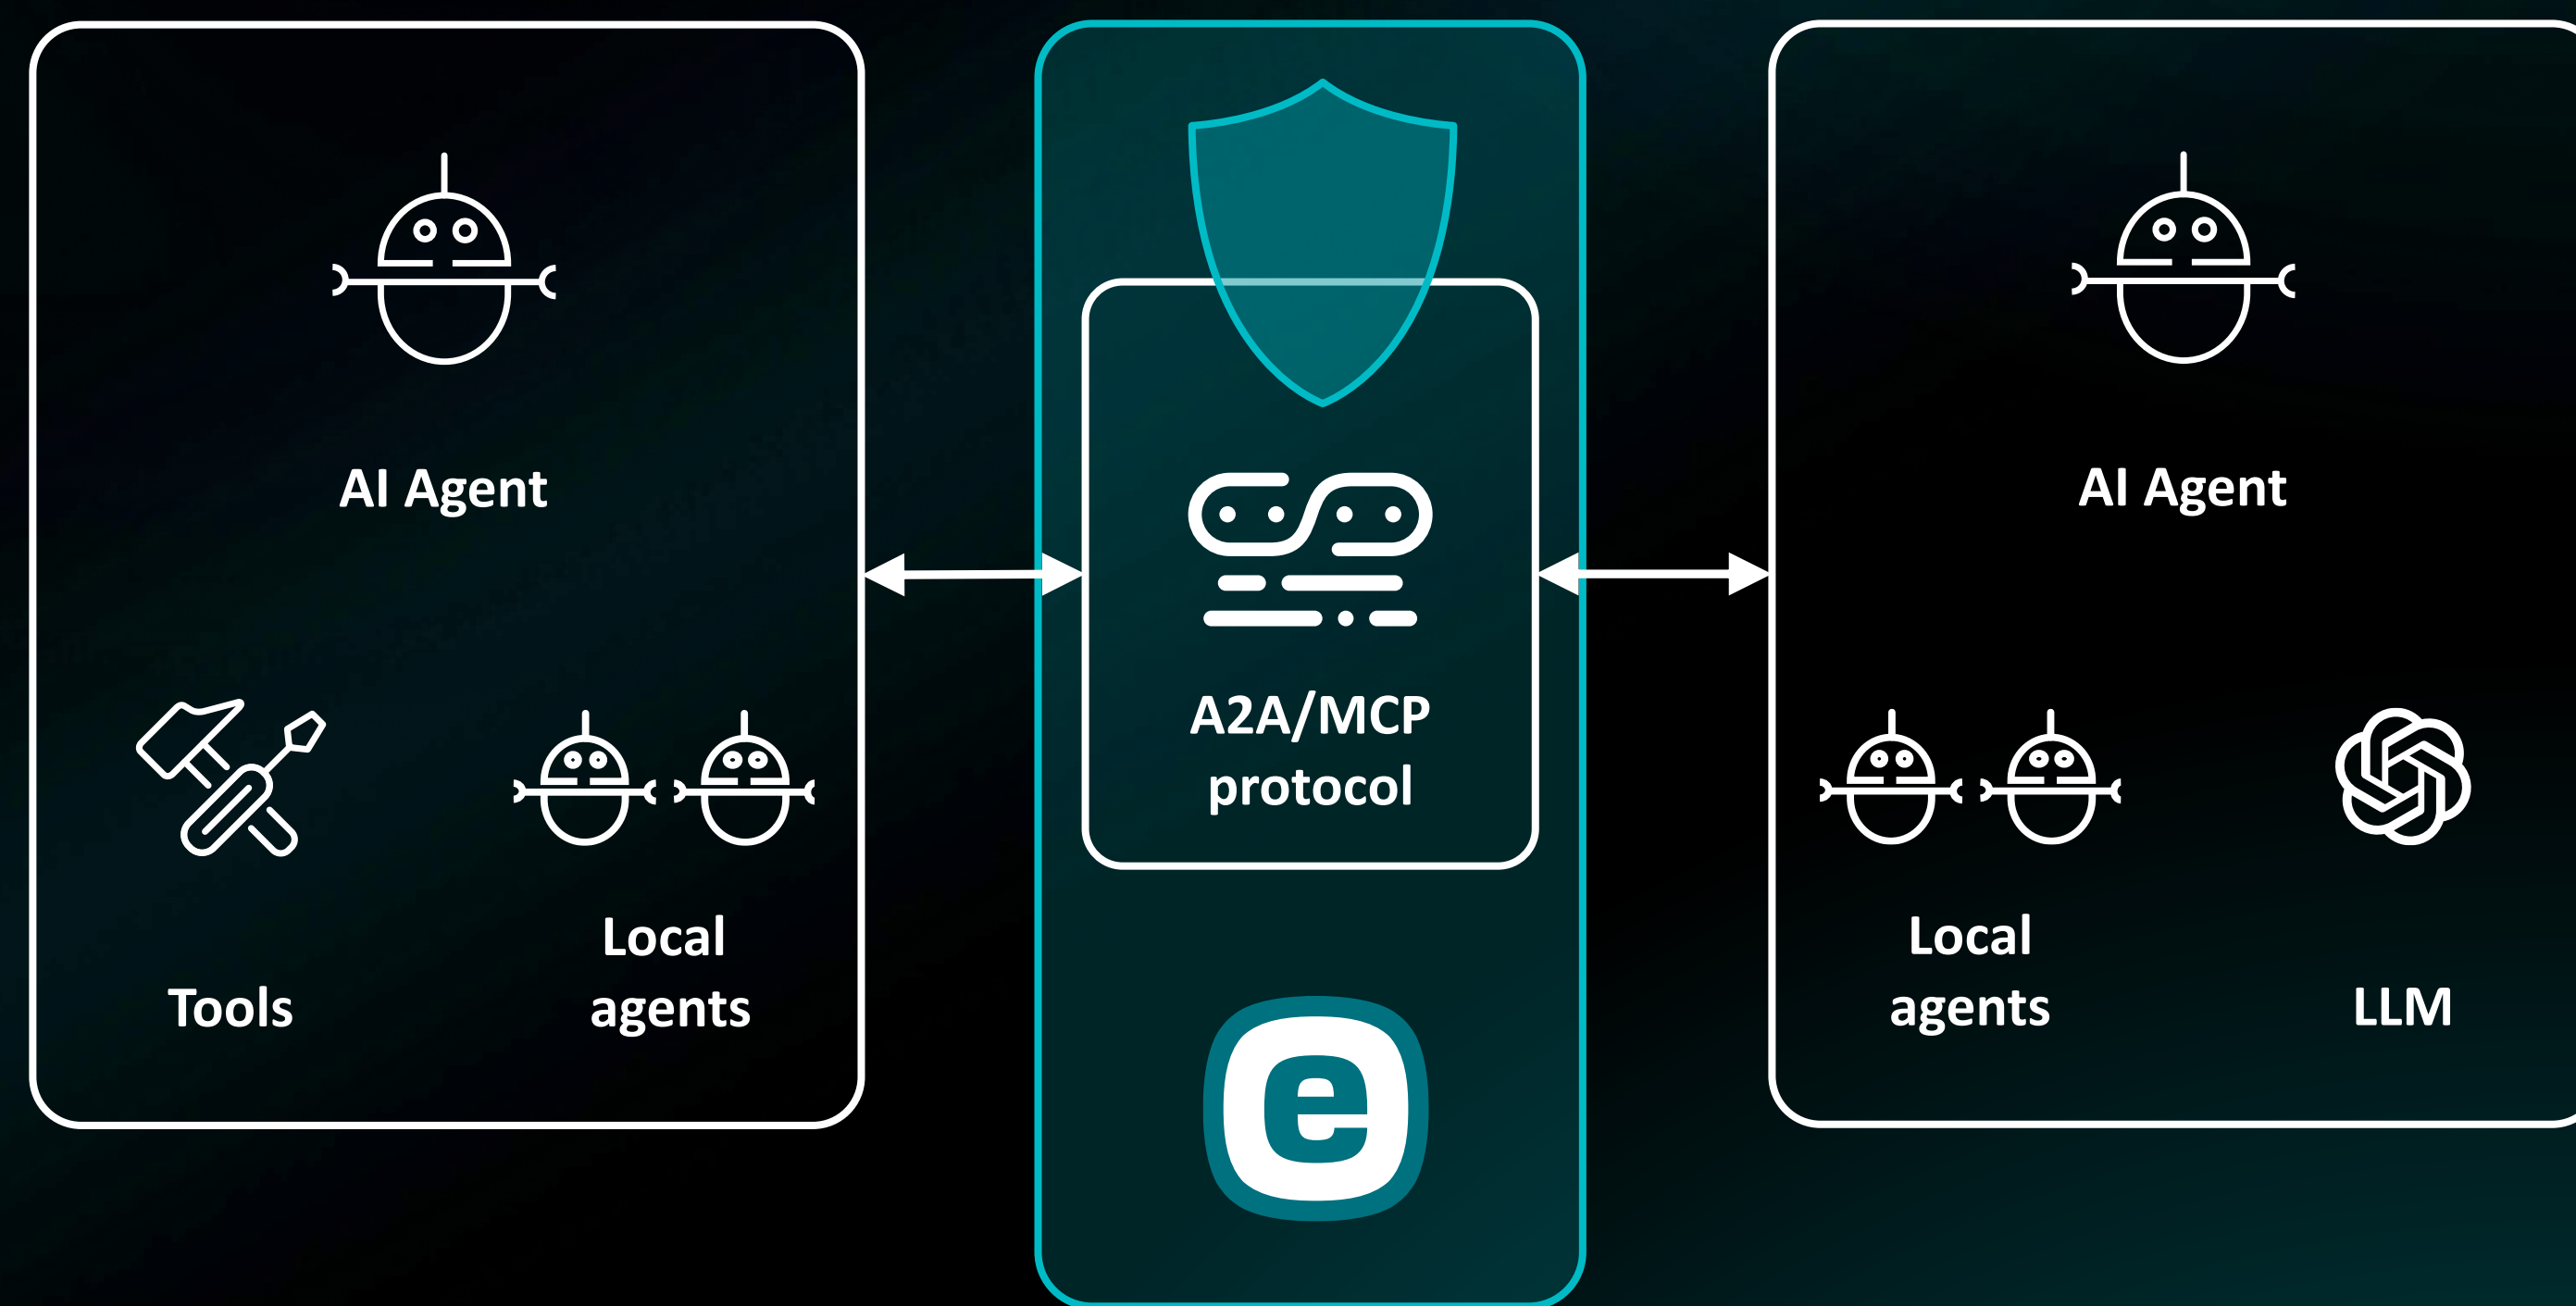 AI Agent
Tools
Local
agents
A2A/MCP
protocol
e
AI Agent
Local
agents
LLM